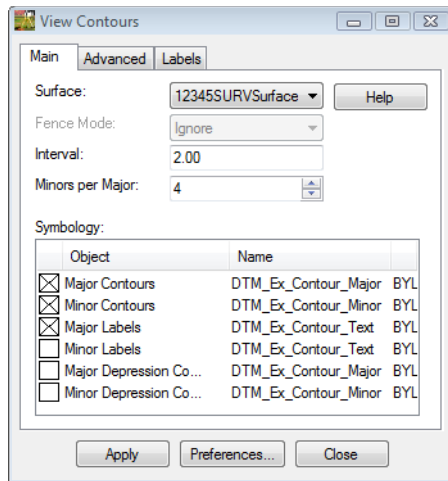 View Contours
Main Advanced Labels
Surface: 12345SURVSurface Help
Fence Mode: Ignore
Interval: 2.00
Minors per Major: 4
Symbology:
Object Name
Major Contours DTM_Ex_Contour_Major BYL
Minor Contours DTM_Ex_Contour_Minor BYL
Major Labels DTM_Ex_Contour_Text BYL
Minor Labels DTM_Ex_Contour_Text BYL
Major Depression Co... DTM_Ex_Contour_Major BYL
Minor Depression Co... DTM_Ex_Contour_Minor BYL
Apply Preferences... Close